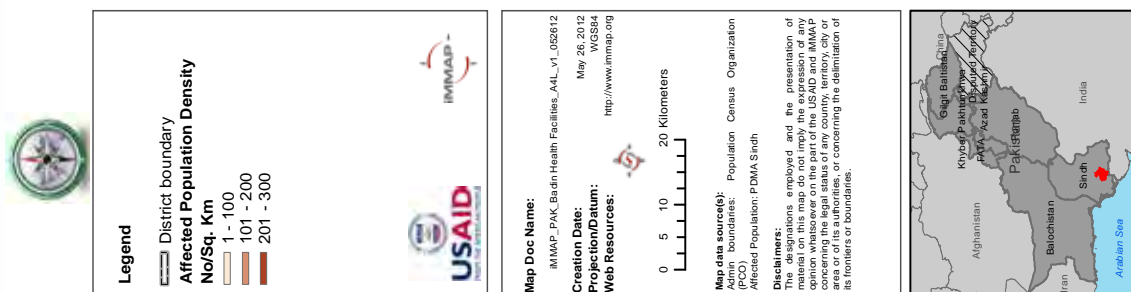 Legend
District boundary
Affected Population Density
No/Sq. Km
1 - 100
101 - 200
201 - 300
USAID
FROM THE AMERICAN PEOPLE
iMMAP
Map Doc Name:
iMMAP_PAK_Badin Health Facilities_A4L_v1_052612
Creation Date: May 26, 2012
Projection/Datum: WGS84
Web Resources: http://www.immap.org
0 5 10 20 Kilometers
Map data source(s):
Admin boundaries: Population Census Organization
(PCO)
Affected Population: PDMA Sindh
Disclaimers:
The designations employed and the presentation of
material on this map do not imply the expression of any
opinion whatsoever on the part of the USAID and iMMAP
concerning the legal status of any country, territory, city or
area or of its authorities, or concerning the delimitation of
its frontiers or boundaries.
China
Gilgit Baltistan
Disputed Territory
Khyber Pakhtunkhwa
Azad Kashmir
FATA
Punjab
Pakistan
Afghanistan
India
Sindh
Balochistan
Iran
Arabian Sea